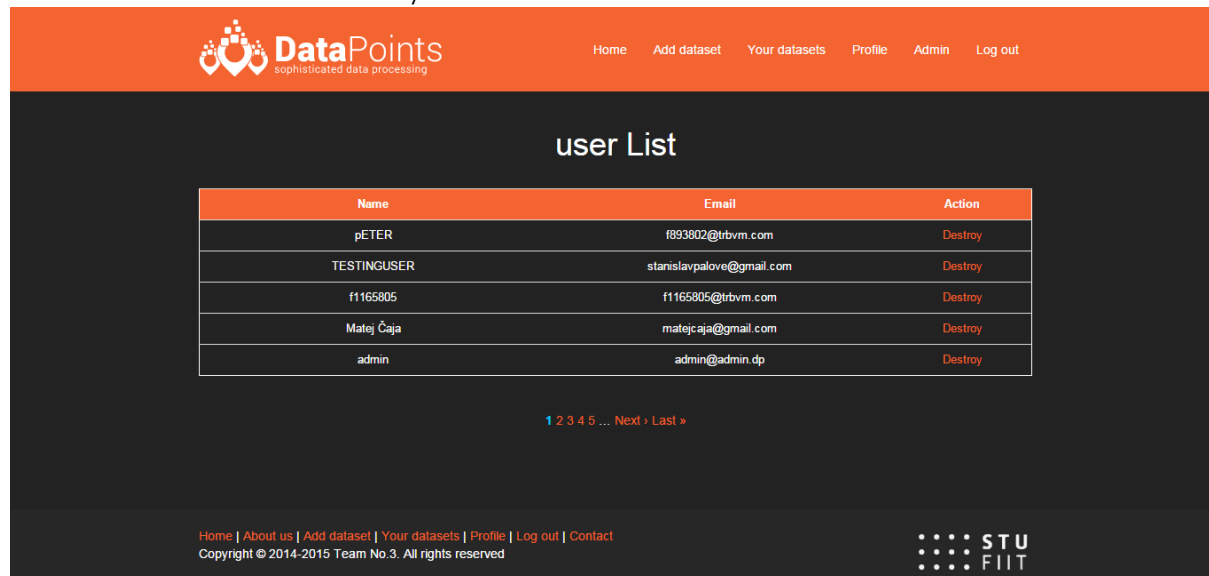 DataPoints
sophisticated data processing
Home Add dataset Your datasets Profile Admin Log out
user List
Name Email Action
pETER f893802@trbvm.com Destroy
TESTINGUSER stanislavpalove@gmail.com Destroy
f1165805 f1165805@trbvm.com Destroy
Matej Čaja matejcaja@gmail.com Destroy
admin admin@admin.dp Destroy
1 2 3 4 5 … Next › Last »
Home | About us | Add dataset | Your datasets | Profile | Log out | Contact
Copyright © 2014-2015 Team No.3. All rights reserved
STU
FIIT